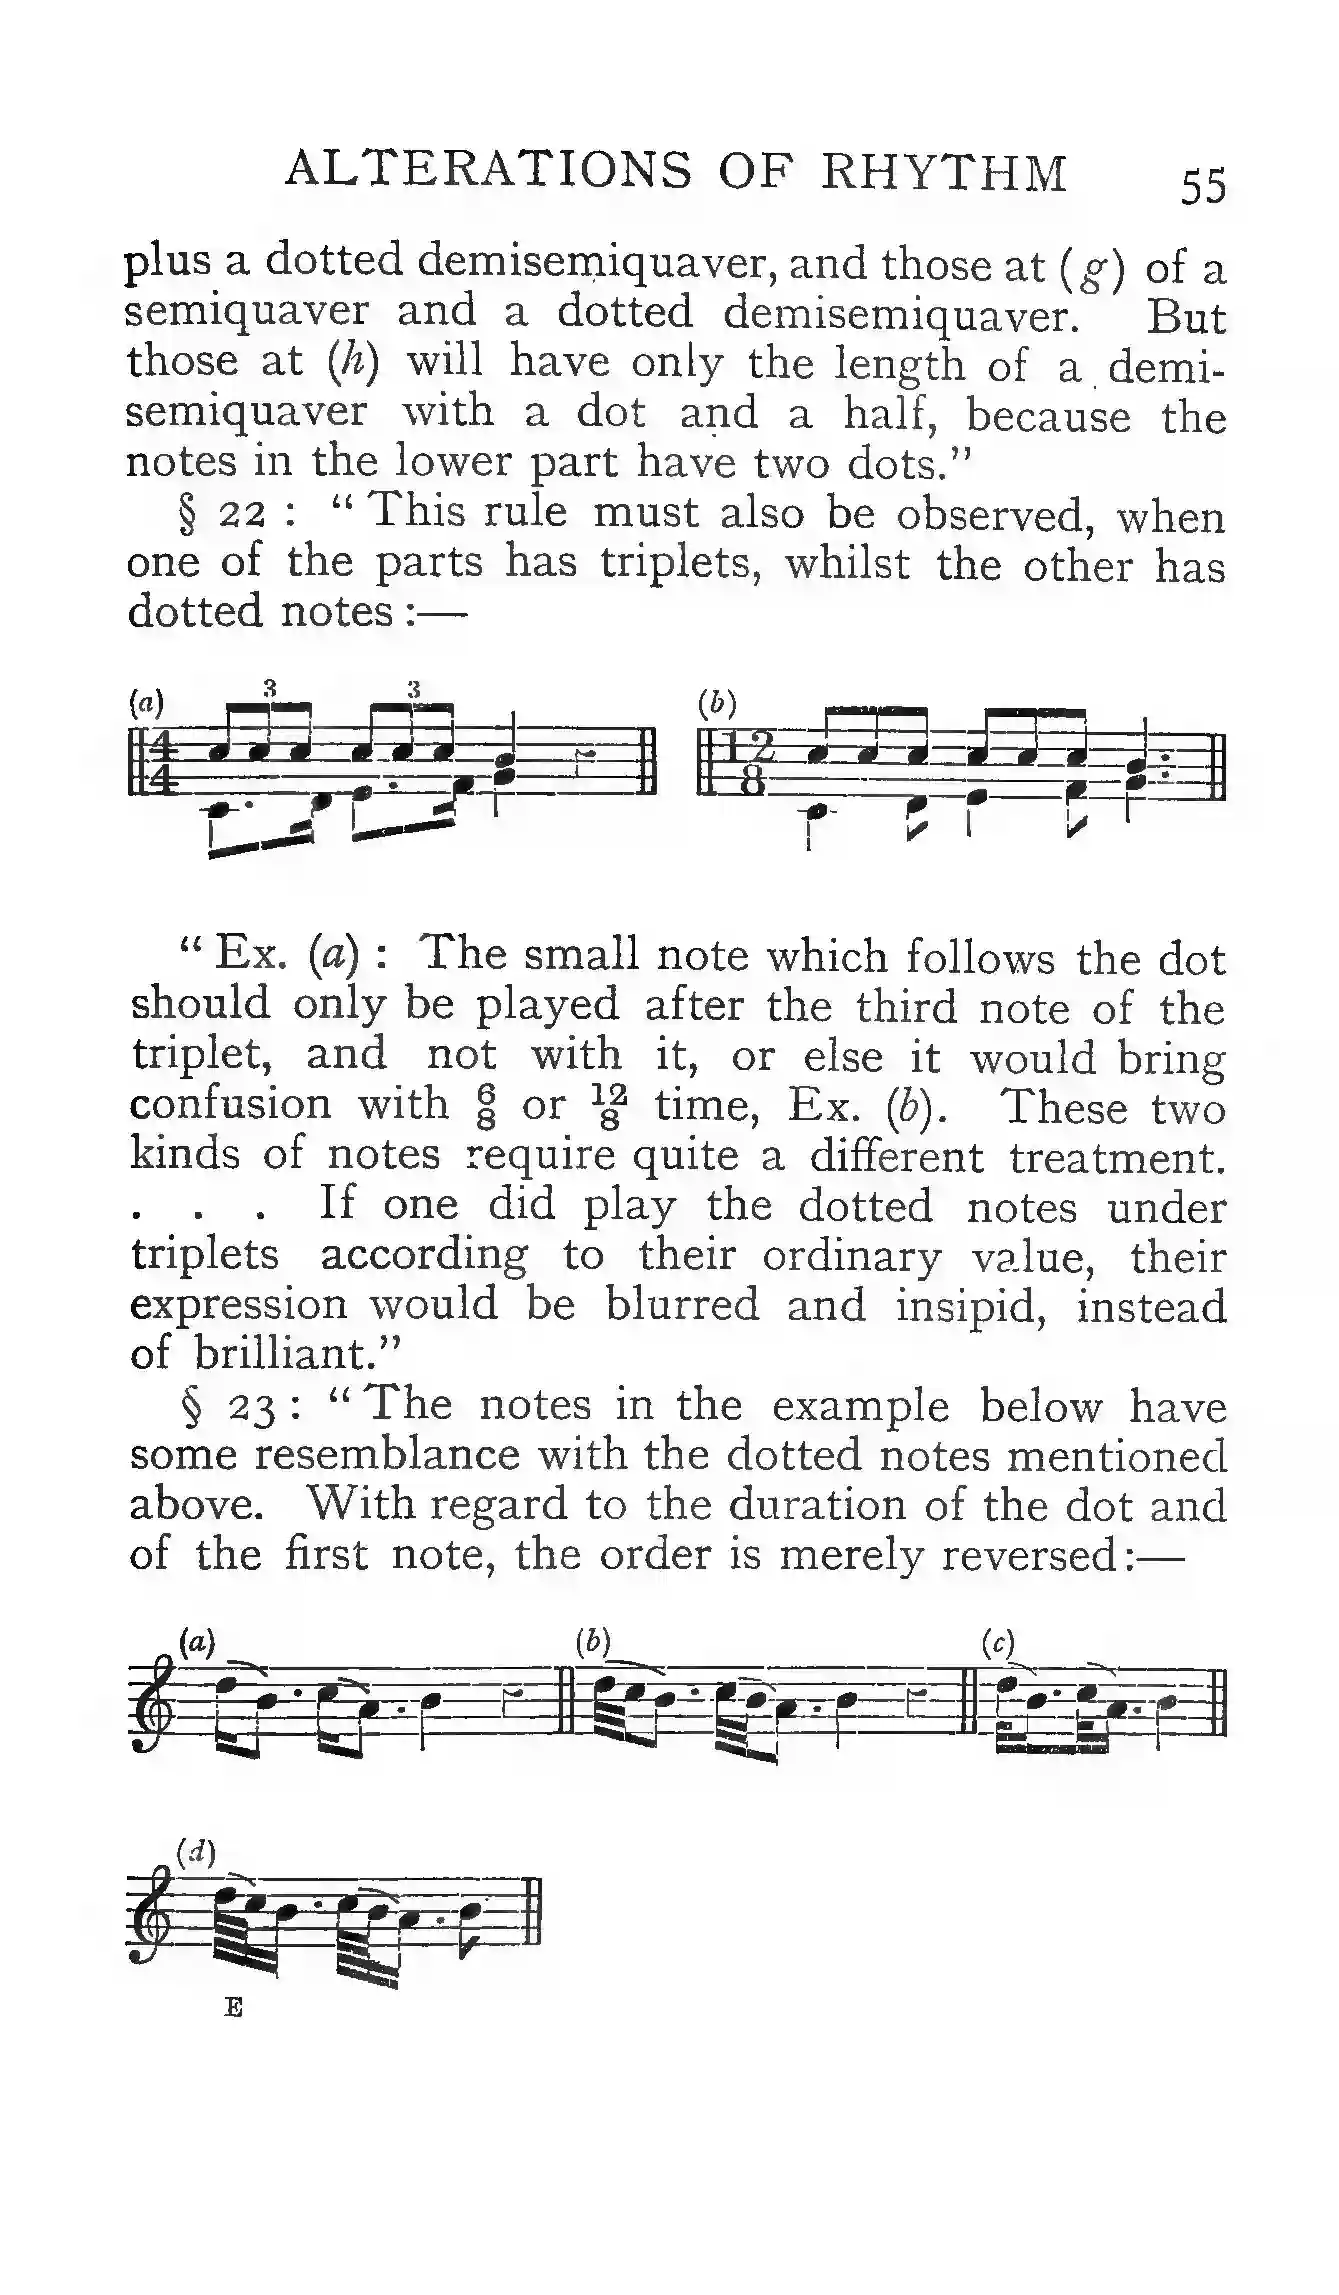 ALTERATIONS OF RHYTHM 55
plus a dotted demisemiquaver, and those at (g) of a
semiquaver and a dotted demisemiquaver. But
those at (h) will have only the length of a demi-
semiquaver with a dot and a half, because the
notes in the lower part have two dots.”
§ 22 : “ This rule must also be observed, when
one of the parts has triplets, whilst the other has
dotted notes :—
(a) 3 3 (b)
4 4 12 8
“ Ex. (a) : The small note which follows the dot
should only be played after the third note of the
triplet, and not with it, or else it would bring
confusion with 6/8 or 12/8 time, Ex. (b). These two
kinds of notes require quite a different treatment.
. . . If one did play the dotted notes under
triplets according to their ordinary value, their
expression would be blurred and insipid, instead
of brilliant.”
§ 23 : “ The notes in the example below have
some resemblance with the dotted notes mentioned
above. With regard to the duration of the dot and
of the first note, the order is merely reversed :—
(a) (b) (c)
(d)
E